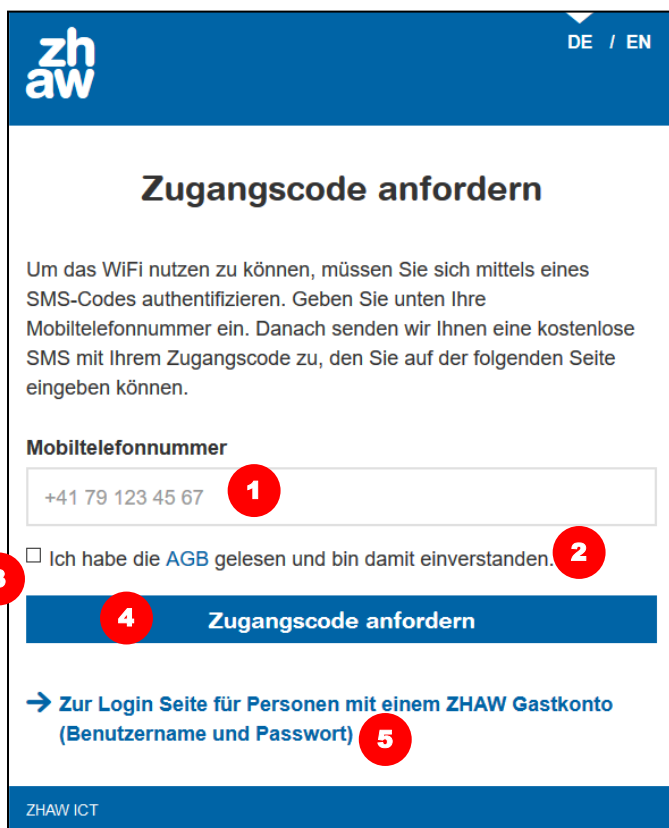 zh
aw
DE / EN
Zugangscode anfordern
Um das WiFi nutzen zu können, müssen Sie sich mittels eines
SMS-Codes authentifizieren. Geben Sie unten Ihre
Mobiltelefonnummer ein. Danach senden wir Ihnen eine kostenlose
SMS mit Ihrem Zugangscode zu, den Sie auf der folgenden Seite
eingeben können.
Mobiltelefonnummer
+41 79 123 45 67 1
Ich habe die AGB gelesen und bin damit einverstanden. 2
3
4 Zugangscode anfordern
→ Zur Login Seite für Personen mit einem ZHAW Gastkonto
(Benutzername und Passwort) 5
ZHAW ICT